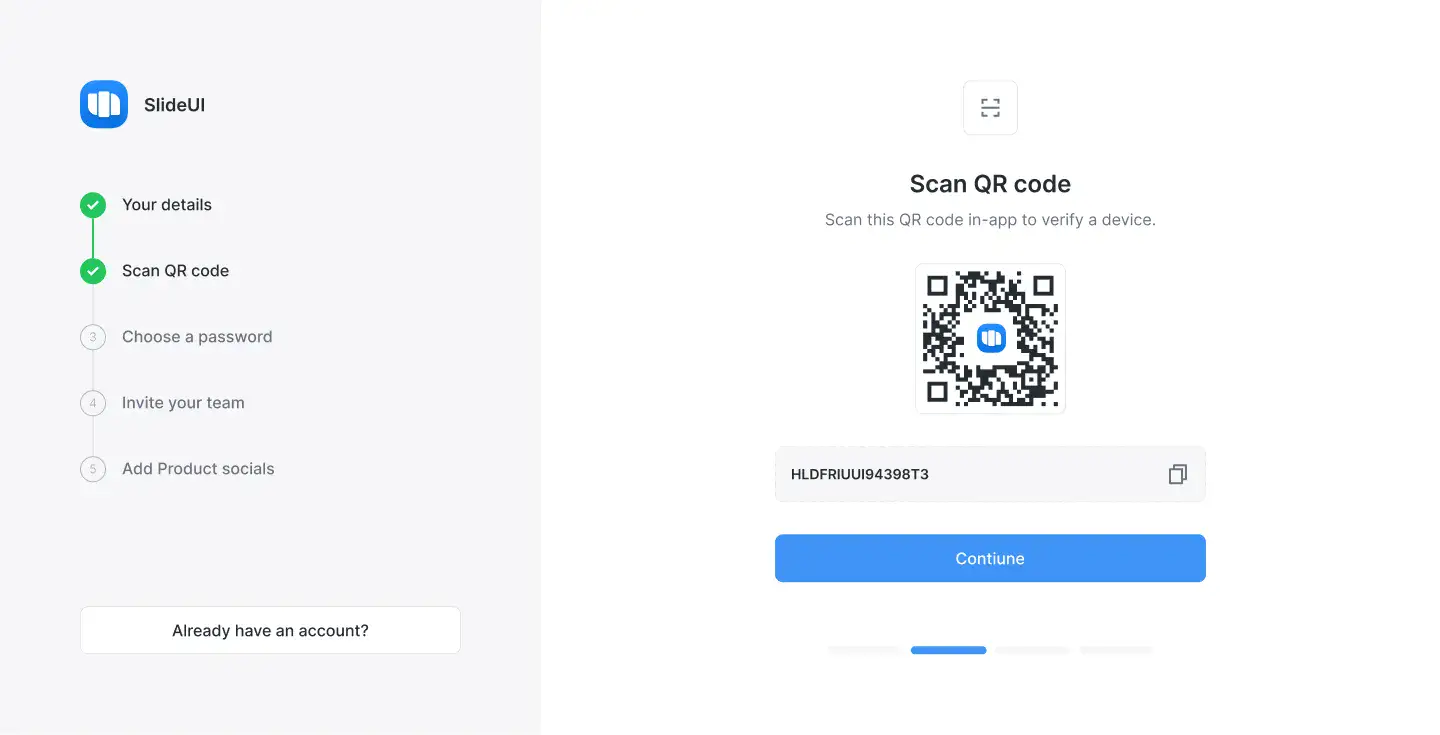 SlideUI
Your details
Scan QR code
3 Choose a password
4 Invite your team
5 Add Product socials
Already have an account?
Scan QR code
Scan this QR code in-app to verify a device.
HLDFRIUUI94398T3
Contiune